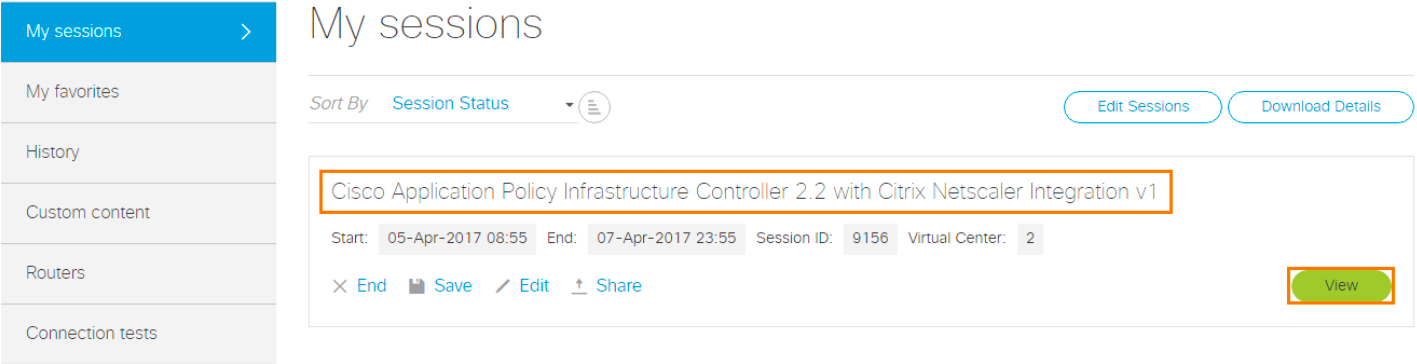 My sessions
My favorites
History
Custom content
Routers
Connection tests
My sessions
Sort By Session Status
Edit Sessions Download Details
Cisco Application Policy Infrastructure Controller 2.2 with Citrix Netscaler Integration v1
Start: 05-Apr-2017 08:55 End: 07-Apr-2017 23:55 Session ID: 9156 Virtual Center: 2
End Save Edit Share
View